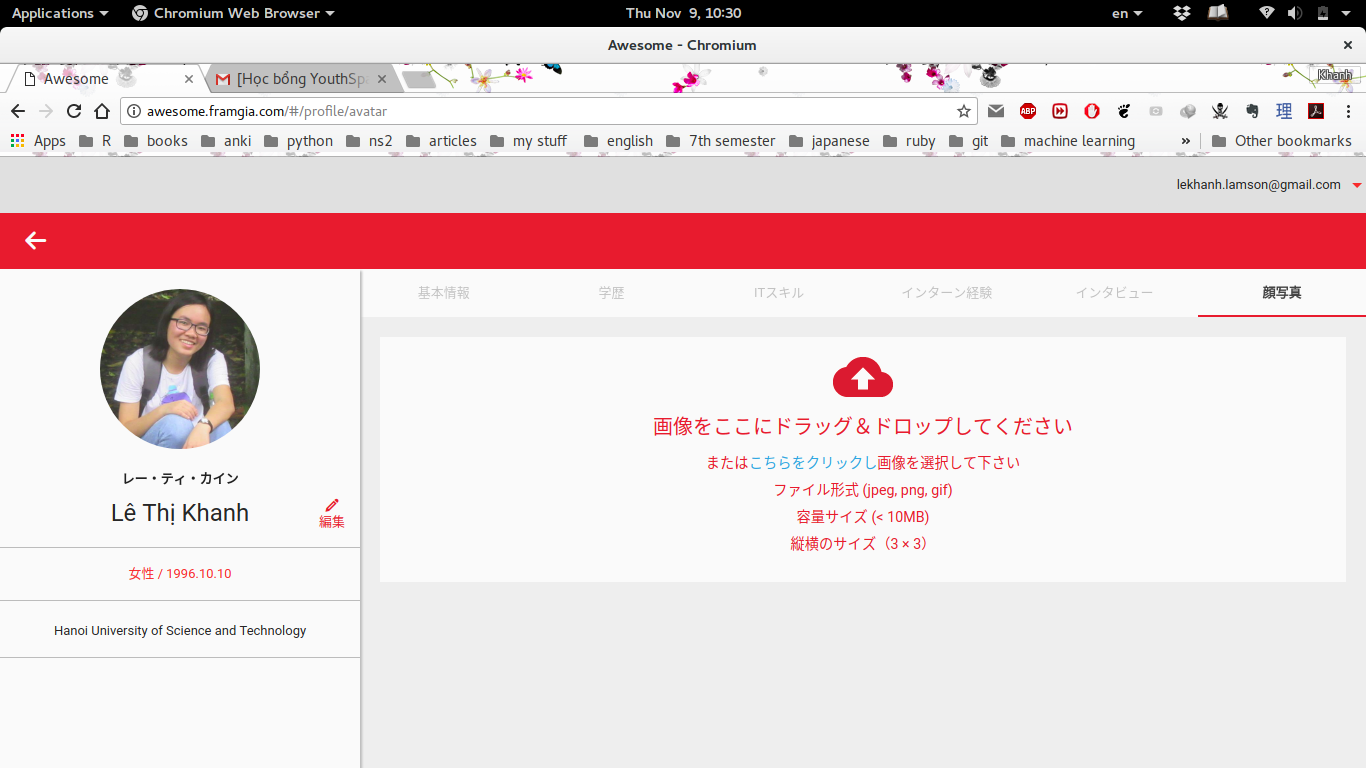 Applications
Chromium Web Browser
Thu Nov 9, 10:30
en
Awesome - Chromium
Awesome
[Học bổng YouthSpa
Khanh
awesome.framgia.com/#/profile/avatar
ABP
理
Apps
R
books
anki
python
ns2
articles
my stuff
english
7th semester
japanese
ruby
git
machine learning
»
Other bookmarks
lekhanh.lamson@gmail.com
基本情報
学歴
ITスキル
インターン経験
インタビュー
顔写真
画像をここにドラッグ＆ドロップしてください
またはこちらをクリックし画像を選択して下さい
ファイル形式 (jpeg, png, gif)
容量サイズ (< 10MB)
縦横のサイズ（3 × 3）
レー・ティ・カイン
Lê Thị Khanh
編集
女性 / 1996.10.10
Hanoi University of Science and Technology